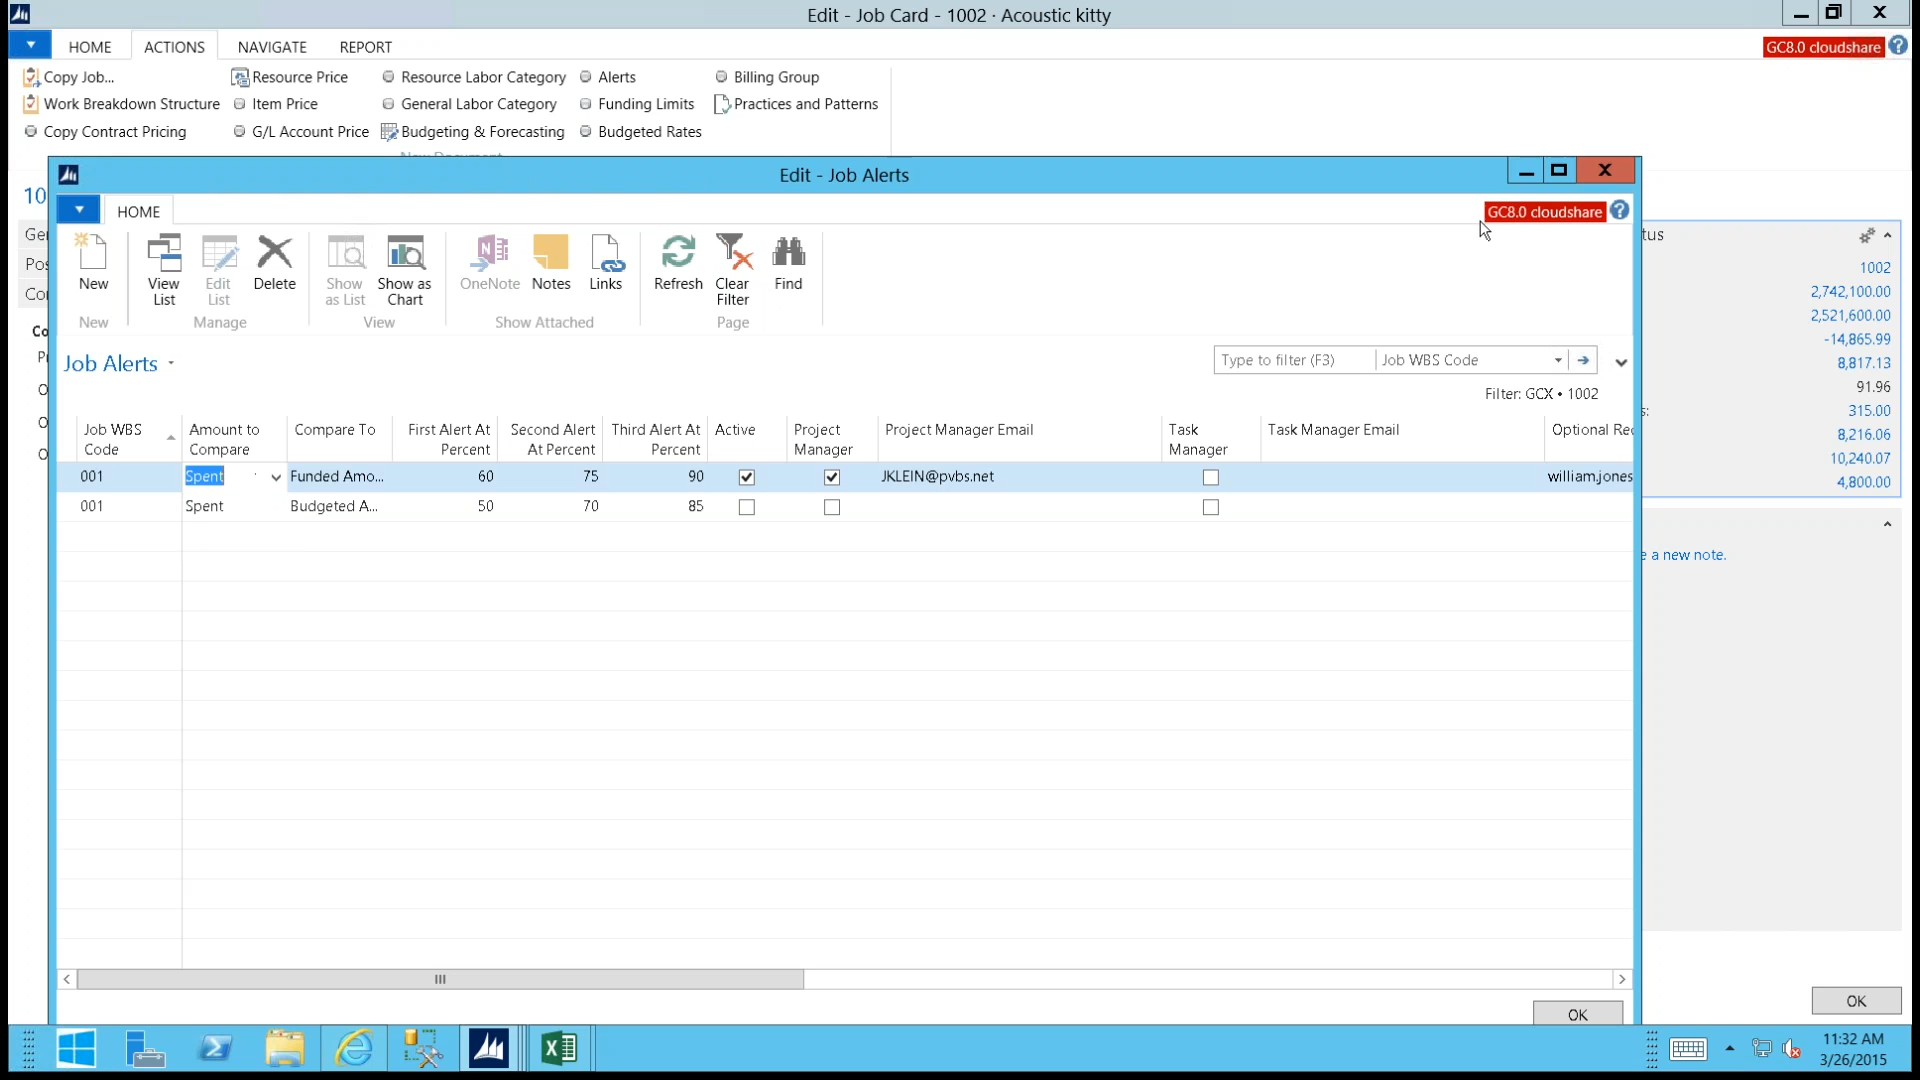 Edit - Job Card - 1002 · Acoustic kitty
HOME ACTIONS NAVIGATE REPORT
GC8.0 cloudshare
Copy Job... Resource Price Resource Labor Category Alerts Billing Group
Work Breakdown Structure Item Price General Labor Category Funding Limits Practices and Patterns
Copy Contract Pricing G/L Account Price Budgeting & Forecasting Budgeted Rates
Edit - Job Alerts
HOME
GC8.0 cloudshare
New
View List
Edit List
Delete
Show as List
Show as Chart
OneNote
Notes
Links
Refresh
Clear Filter
Find
New Manage View Show Attached Page
Job Alerts
Type to filter (F3) Job WBS Code
Filter: GCX • 1002
Job WBS Code
Amount to Compare
Compare To
First Alert At Percent
Second Alert At Percent
Third Alert At Percent
Active
Project Manager
Project Manager Email
Task Manager
Task Manager Email
Optional Rec
001 Spent Funded Amo... 60 75 90 JKLEIN@pvbs.net william.jones
001 Spent Budgeted A... 50 70 85
OK
10
Ger
Pos
Cor
Co
P
O
O
O
tus
1002
2,742,100.00
2,521,600.00
-14,865.99
8,817.13
91.96
s: 315.00
8,216.06
10,240.07
4,800.00
e a new note.
OK
11:32 AM
3/26/2015